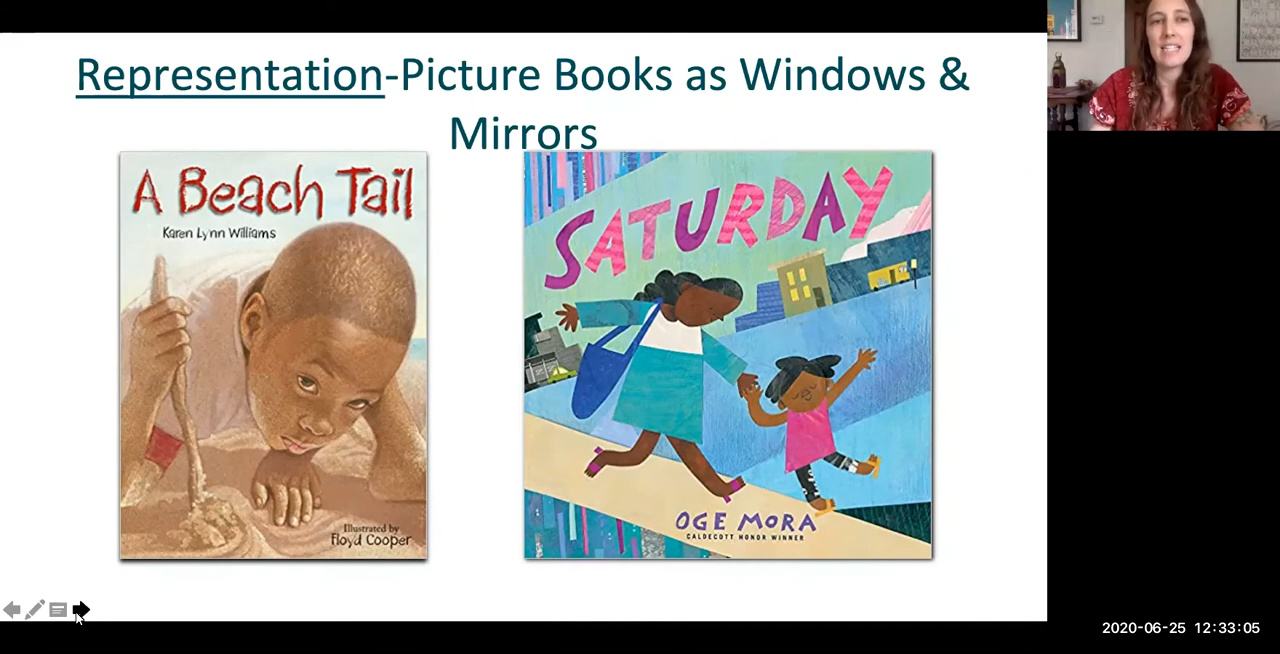 Representation-Picture Books as Windows &
Mirrors
A Beach Tail
Karen Lynn Williams
Illustrated by
Floyd Cooper
SATURDAY
OGE MORA
CALDECOTT HONOR WINNER
2020-06-25 12:33:05